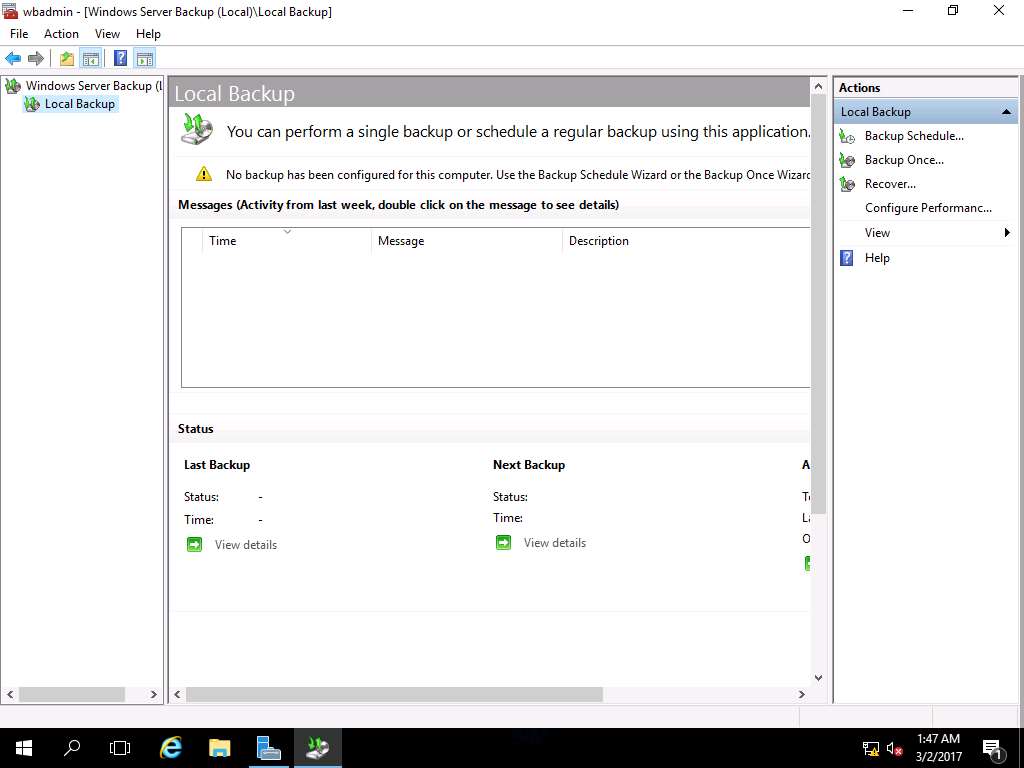 wbadmin - [Windows Server Backup (Local)\Local Backup]
File Action View Help
Windows Server Backup (L
Local Backup
Local Backup
You can perform a single backup or schedule a regular backup using this application.
No backup has been configured for this computer. Use the Backup Schedule Wizard or the Backup Once Wizard
Messages (Activity from last week, double click on the message to see details)
Time Message Description
Status
Last Backup
Status: -
Time: -
View details
Next Backup
Status:
Time:
View details
A
To
La
O
Actions
Local Backup
Backup Schedule...
Backup Once...
Recover...
Configure Performanc...
View
Help
1:47 AM
3/2/2017
1